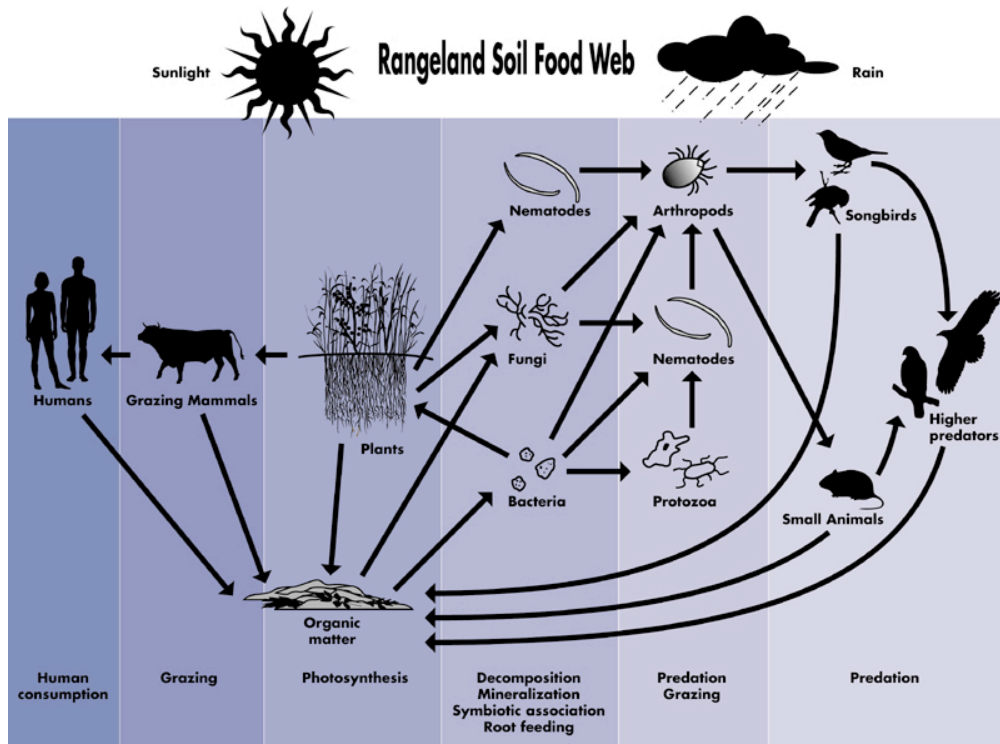 Rangeland Soil Food Web
Sunlight
Rain
Nematodes
Arthropods
Songbirds
Humans
Grazing Mammals
Plants
Fungi
Nematodes
Higher
predators
Bacteria
Protozoa
Small Animals
Organic
matter
Human
consumption
Grazing
Photosynthesis
Decomposition
Mineralization
Symbiotic association
Root feeding
Predation
Grazing
Predation